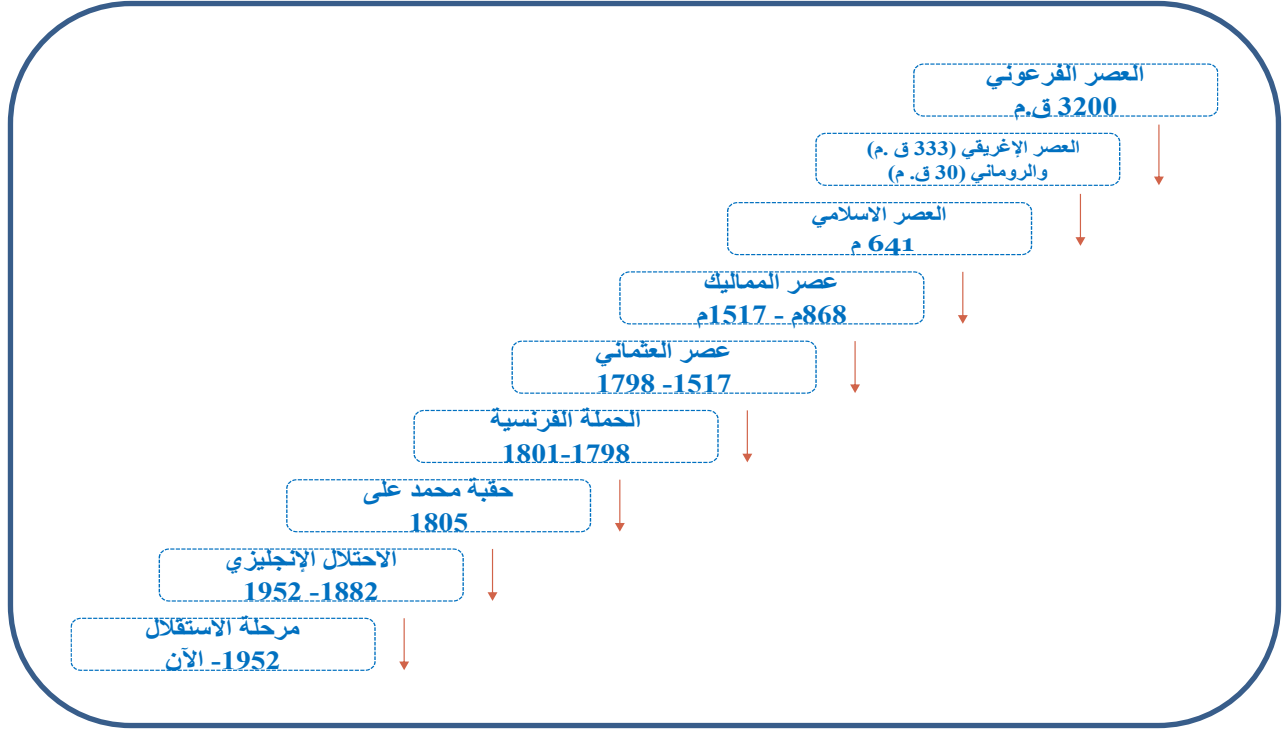 العصر الفرعوني
3200 ق.م
العصر الإغريقي (333 ق .م)
والروماني (30 ق. م)
العصر الاسلامي
641 م
عصر المماليك
868م - 1517م
عصر العثماني
1517- 1798
الحملة الفرنسية
1798-1801
حقبة محمد على
1805
الاحتلال الإنجليزي
1882- 1952
مرحلة الاستقلال
1952- الآن